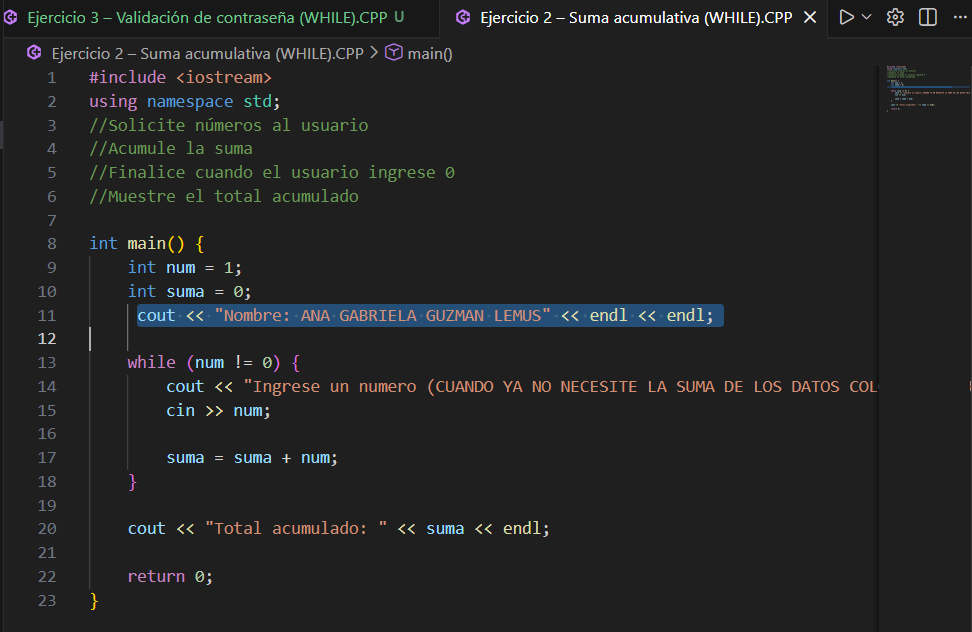 Ejercicio 3 – Validación de contraseña (WHILE).CPP U
Ejercicio 2 – Suma acumulativa (WHILE).CPP
Ejercicio 2 – Suma acumulativa (WHILE).CPP > main()
1 #include <iostream>
2 using namespace std;
3 //Solicite números al usuario
4 //Acumule la suma
5 //Finalice cuando el usuario ingrese 0
6 //Muestre el total acumulado
7
8 int main() {
9 int num = 1;
10 int suma = 0;
11 cout << "Nombre: ANA GABRIELA GUZMAN LEMUS" << endl << endl;
12
13 while (num != 0) {
14 cout << "Ingrese un numero (CUANDO YA NO NECESITE LA SUMA DE LOS DATOS COL
15 cin >> num;
16
17 suma = suma + num;
18 }
19
20 cout << "Total acumulado: " << suma << endl;
21
22 return 0;
23 }